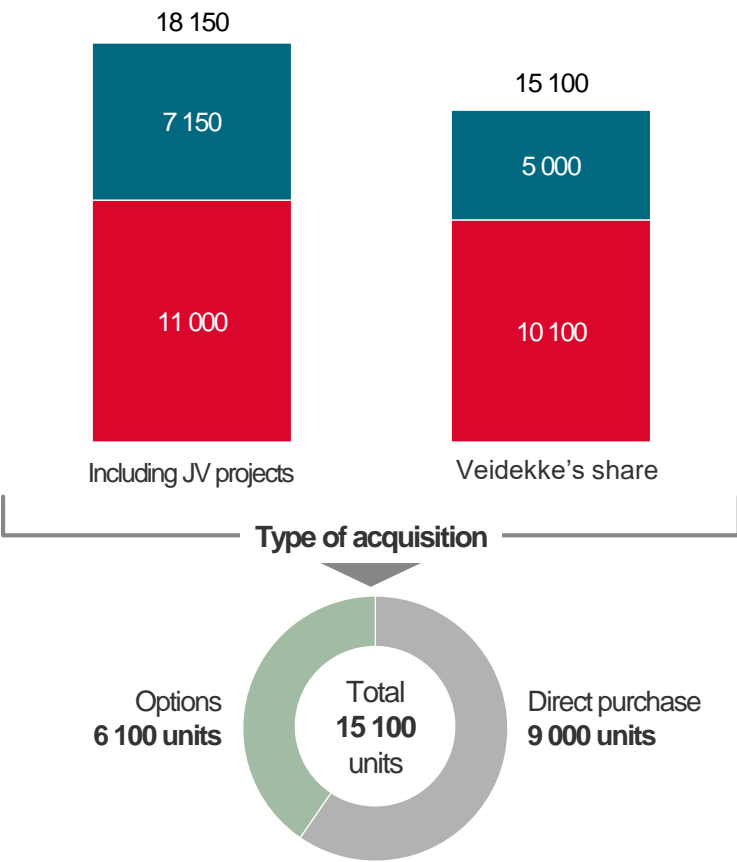 18 150
15 100
7 150
5 000
11 000
10 100
Including JV projects
Veidekke’s share
Type of acquisition
Options
6 100 units
Total
15 100
units
Direct purchase
9 000 units